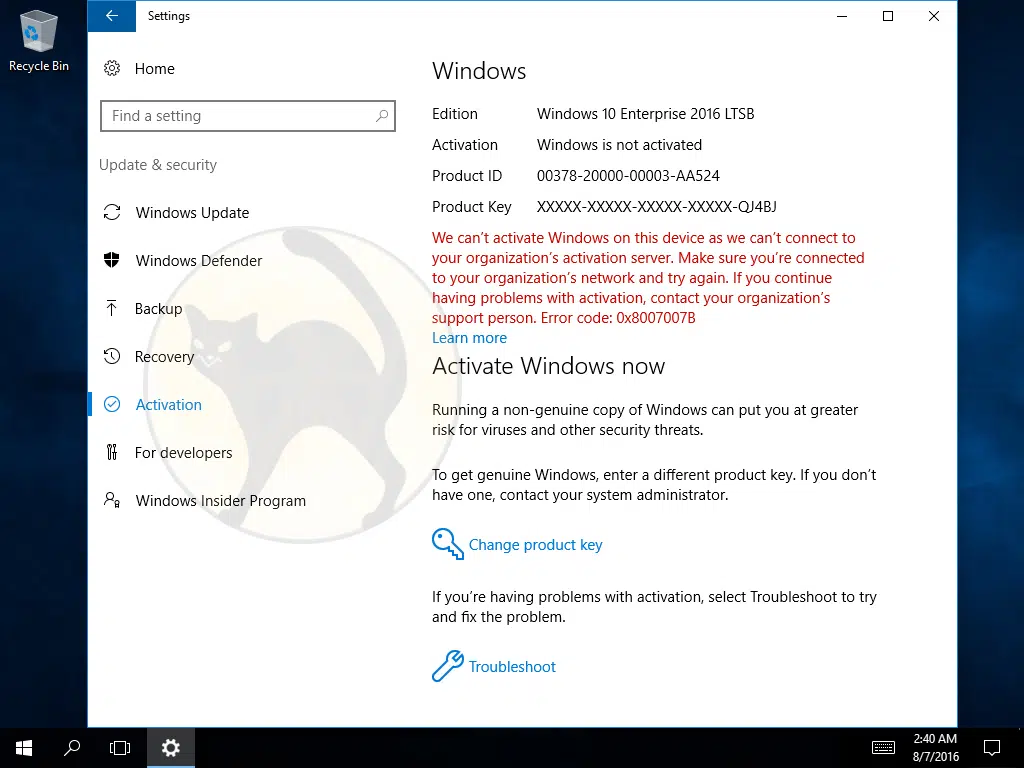 Settings
Recycle Bin
Home
Find a setting
Update & security
Windows Update
Windows Defender
Backup
Recovery
Activation
For developers
Windows Insider Program
Windows
Edition Windows 10 Enterprise 2016 LTSB
Activation Windows is not activated
Product ID 00378-20000-00003-AA524
Product Key XXXXX-XXXXX-XXXXX-XXXXX-QJ4BJ
We can't activate Windows on this device as we can't connect to
your organization's activation server. Make sure you're connected
to your organization's network and try again. If you continue
having problems with activation, contact your organization's
support person. Error code: 0x8007007B
Learn more
Activate Windows now
Running a non-genuine copy of Windows can put you at greater
risk for viruses and other security threats.
To get genuine Windows, enter a different product key. If you don't
have one, contact your system administrator.
Change product key
If you're having problems with activation, select Troubleshoot to try
and fix the problem.
Troubleshoot
2:40 AM
8/7/2016